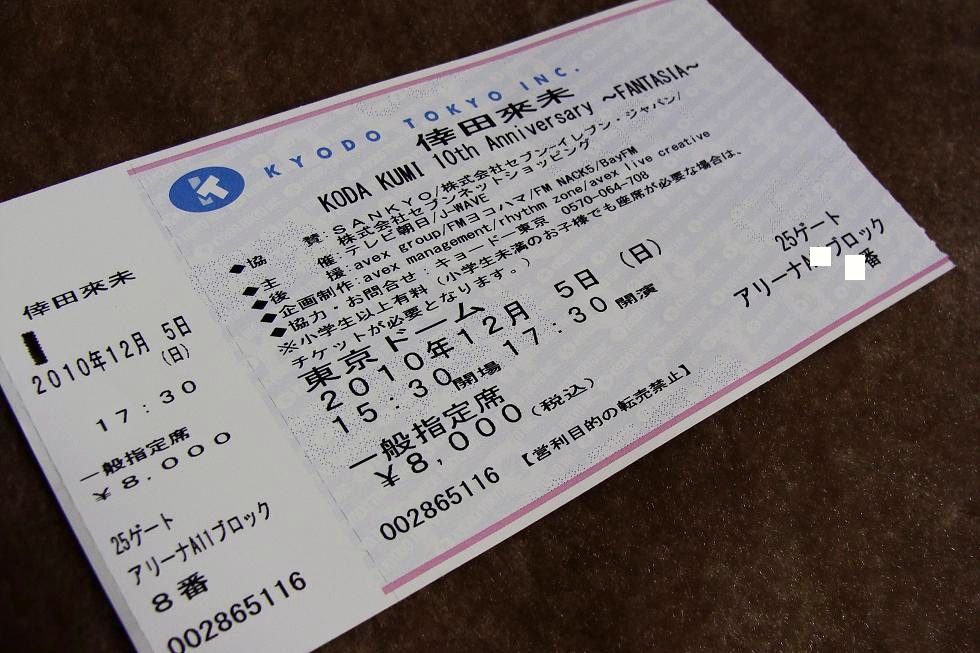 倖田來未
2010年12月 5日
(日)
17:30
一般指定席
¥8,000
25ゲート
アリーナA11ブロック
8番
002865116
KYODO TOKYO INC.
倖田來未
KODA KUMI 10th Anniversary ~FANTASIA~
◆協 賛:SANKYO/株式会社セブン-イレブン・ジャパン/
株式会社セブンネットショッピング
◆主 催:テレビ朝日/J-WAVE
◆後 援:avex group/FMヨコハマ/FM NACK5/BayFM
◆企画制作:avex management/rhythm zone/avex live creative
◆協力・お問合せ:キョードー東京 0570-064-708
※小学生以上有料(小学生未満のお子様でも座席が必要な場合は、
チケットが必要となります。)
東京ドーム
2010年12月 5日 (日)
15:30開場 17:30開演
一般指定席
¥8,000(税込)
002865116 【営利目的の転売禁止】
25ゲート
アリーナA ブロック
番